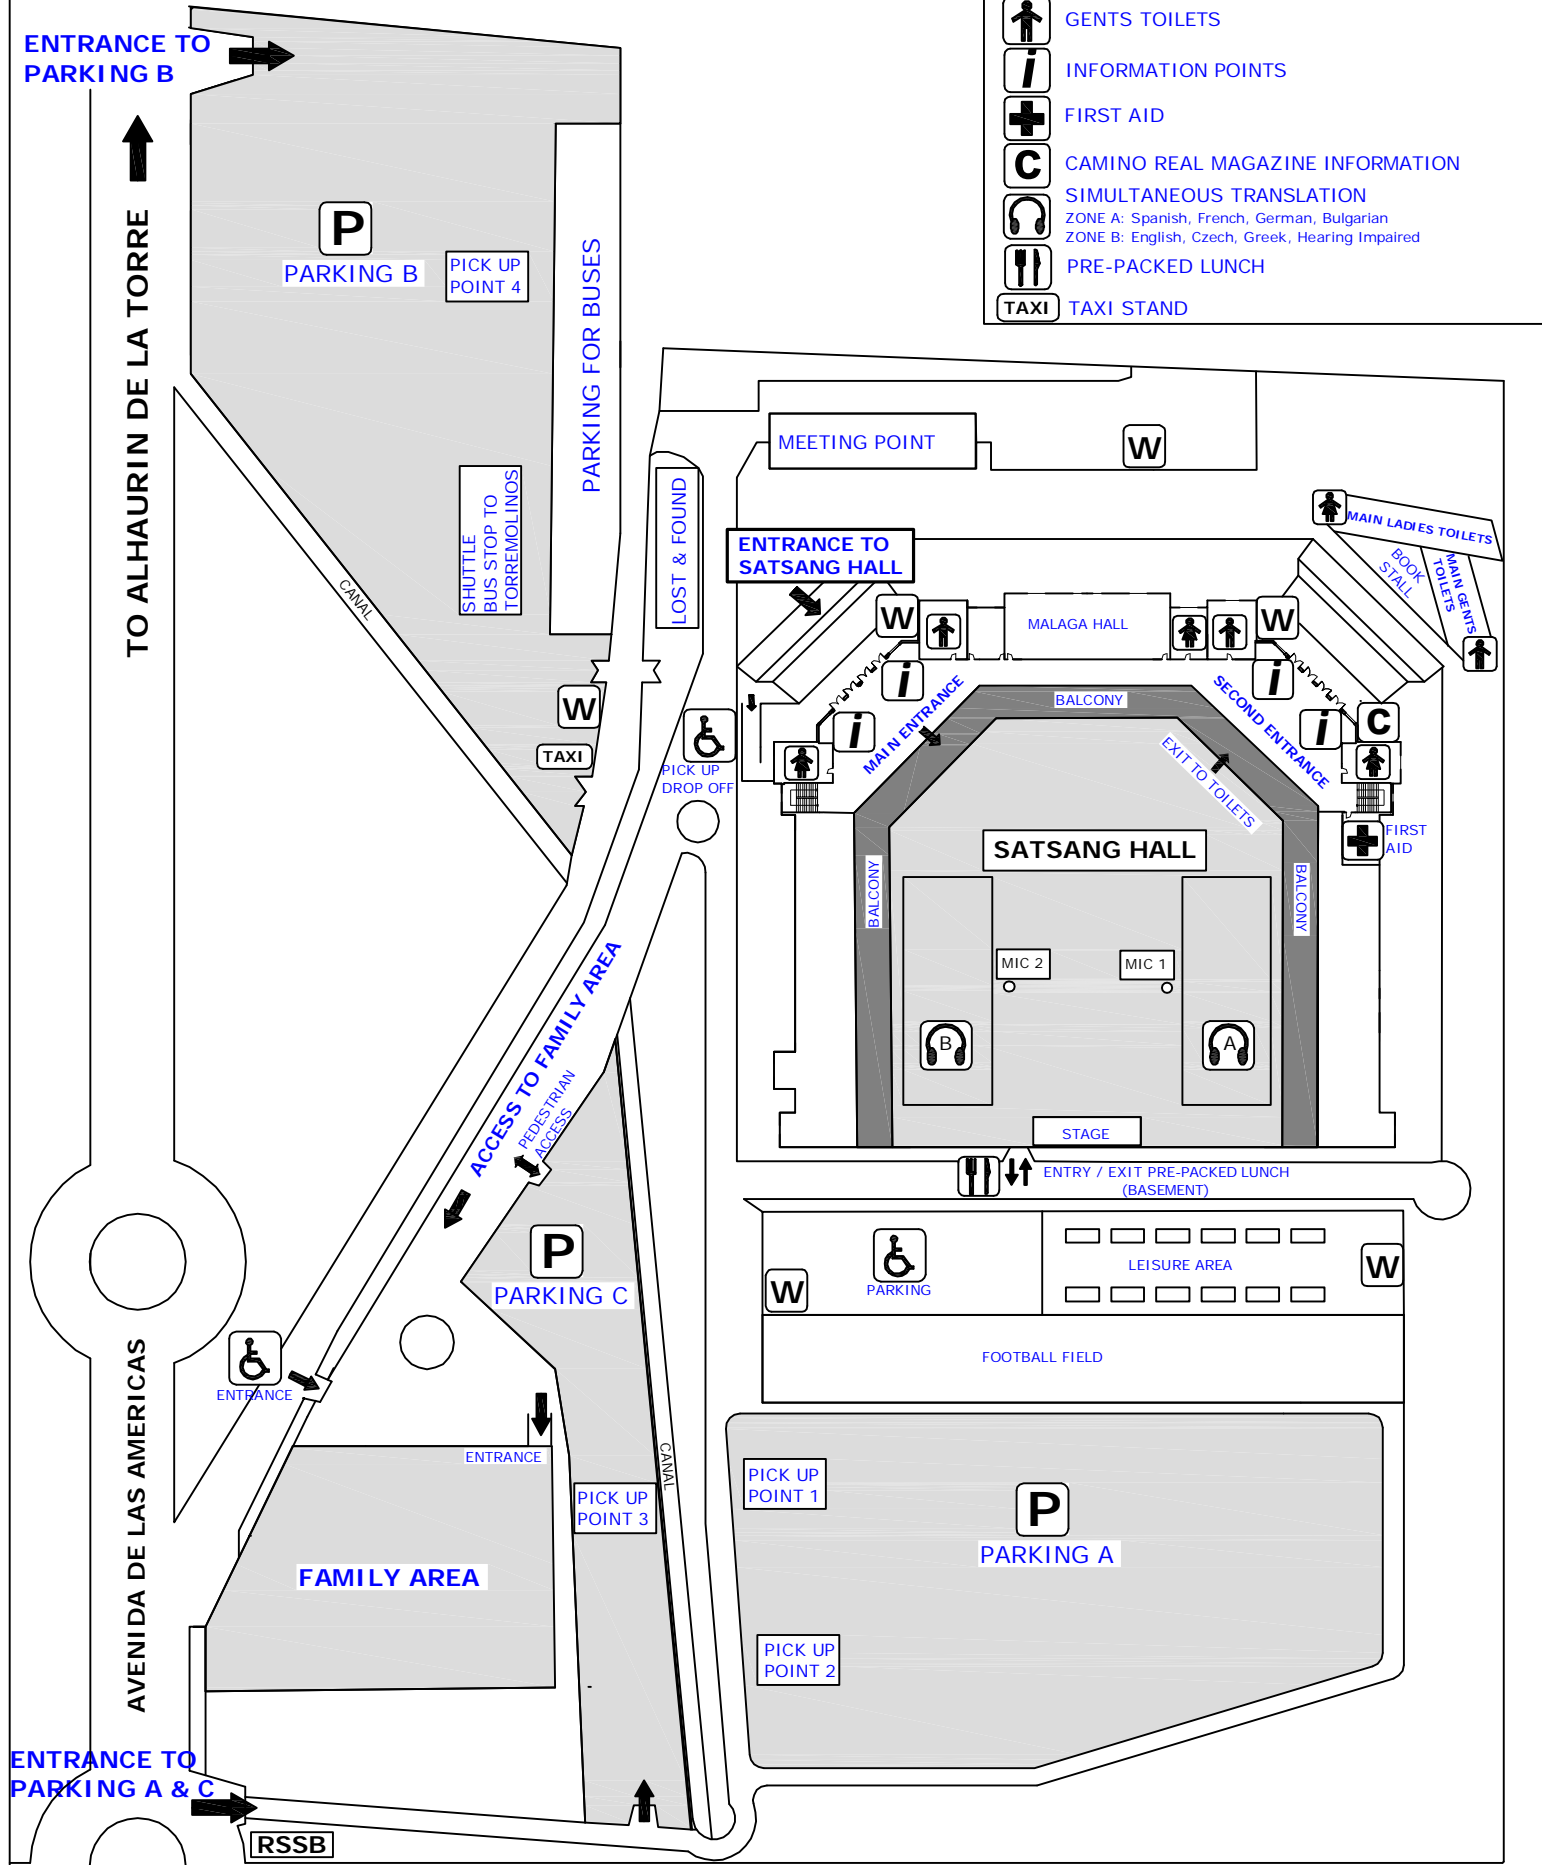 ENTRANCE TO
PARKING B
GENTS TOILETS
i
INFORMATION POINTS
FIRST AID
C
CAMINO REAL MAGAZINE INFORMATION
SIMULTANEOUS TRANSLATION
ZONE A: Spanish, French, German, Bulgarian
ZONE B: English, Czech, Greek, Hearing Impaired
PRE-PACKED LUNCH
TAXI
TAXI STAND
TO ALHAURIN DE LA TORRE
P
PARKING B
PICK UP
POINT 4
PARKING FOR BUSES
SHUTTLE
BUS STOP TO
TORREMOLINOS
CANAL
LOST & FOUND
MEETING POINT
W
ENTRANCE TO
SATSANG HALL
MAIN LADIES TOILETS
BOOK
STALL
MAIN GENTS
TOILETS
W
MALAGA HALL
W
i
i
MAIN ENTRANCE
BALCONY
SECOND ENTRANCE
i
i
C
EXIT TO TOILETS
W
TAXI
PICK UP
DROP OFF
FIRST
AID
SATSANG HALL
BALCONY
BALCONY
MIC 2
MIC 1
B
A
STAGE
ENTRY / EXIT PRE-PACKED LUNCH
(BASEMENT)
ACCESS TO FAMILY AREA
PEDESTRIAN
ACCESS
P
PARKING C
W
PARKING
LEISURE AREA
W
FOOTBALL FIELD
ENTRANCE
AVENIDA DE LAS AMERICAS
ENTRANCE
CANAL
PICK UP
POINT 3
PICK UP
POINT 1
P
PARKING A
FAMILY AREA
PICK UP
POINT 2
ENTRANCE TO
PARKING A & C
RSSB